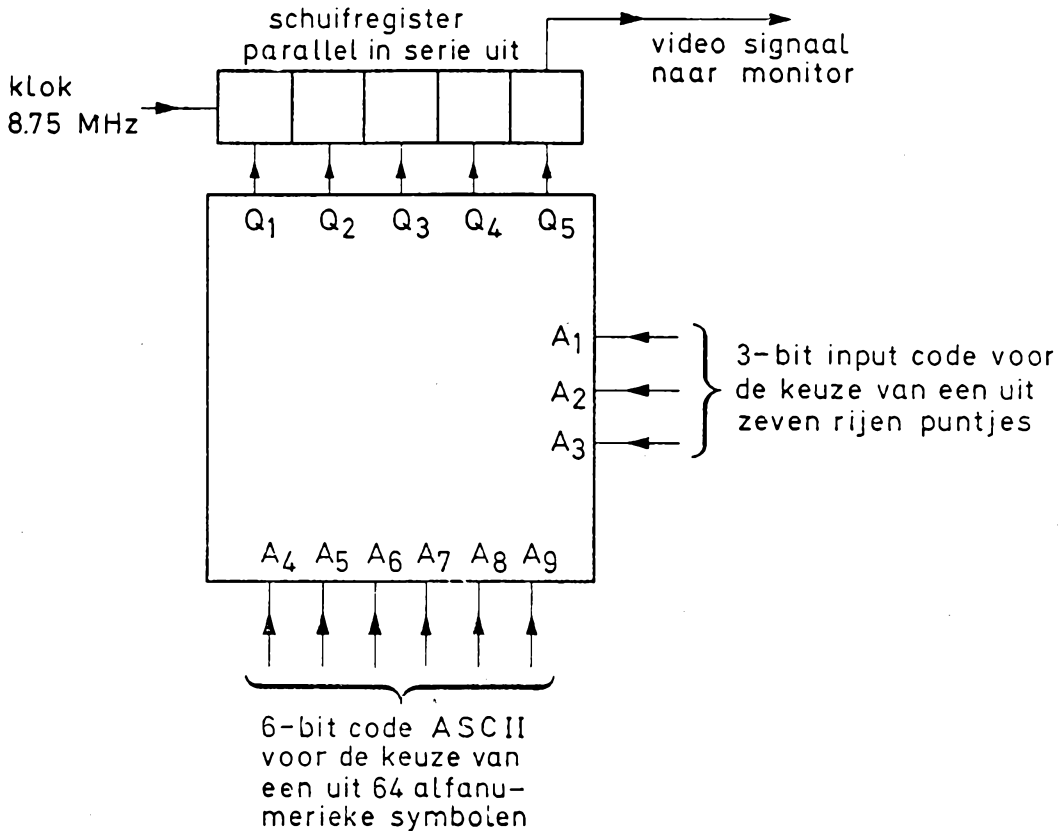 schuifregister
parallel in serie uit
video signaal
naar monitor
klok
8.75 MHz
Q1 Q2 Q3 Q4 Q5
A1
A2
A3
3-bit input code voor
de keuze van een uit
zeven rijen puntjes
A4 A5 A6 A7 A8 A9
6-bit code ASCII
voor de keuze van
een uit 64 alfanu-
merieke symbolen